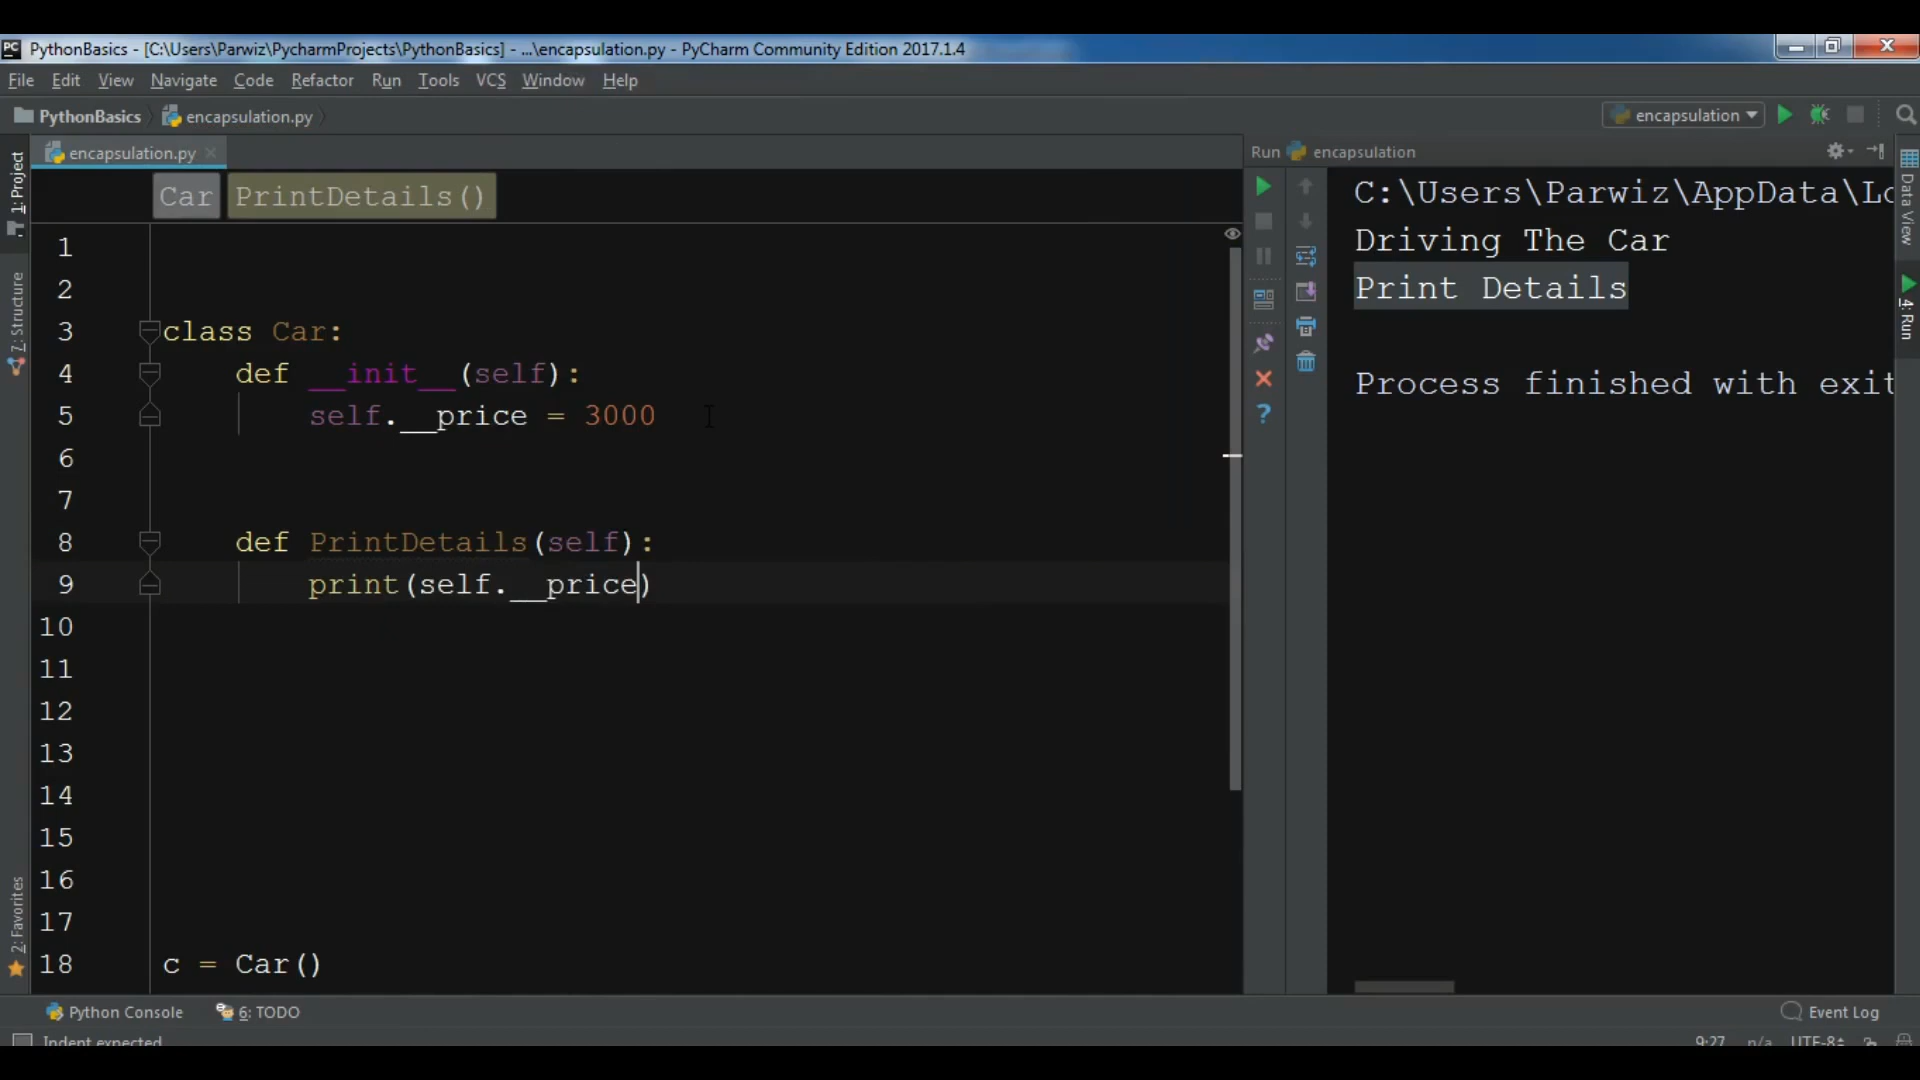 PythonBasics - [C:\Users\Parwiz\PycharmProjects\PythonBasics] - ...\encapsulation.py - PyCharm Community Edition 2017.1.4
File Edit View Navigate Code Refactor Run Tools VCS Window Help
PythonBasics encapsulation.py
encapsulation
encapsulation.py
Run encapsulation
Car PrintDetails()
1
2
3 class Car:
4 def __init__(self):
5 self.__price = 3000
6
7
8 def PrintDetails(self):
9 print(self.__price)
10
11
12
13
14
15
16
17
18 c = Car()
C:\Users\Parwiz\AppData\Lo
Driving The Car
Print Details
Process finished with exit
1: Project
7: Structure
2: Favorites
Data View
4: Run
Python Console 6: TODO
Event Log
Indent expected
9:27 n/a UTF-8